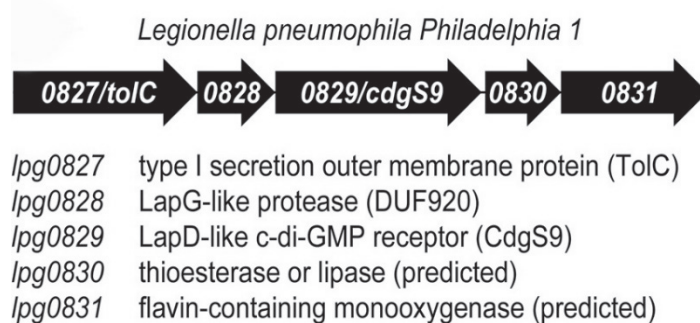 Legionella pneumophila Philadelphia 1
0827/tolC 0828 0829/cdgS9 0830 0831
lpg0827 type I secretion outer membrane protein (TolC)
lpg0828 LapG-like protease (DUF920)
lpg0829 LapD-like c-di-GMP receptor (CdgS9)
lpg0830 thioesterase or lipase (predicted)
lpg0831 flavin-containing monooxygenase (predicted)